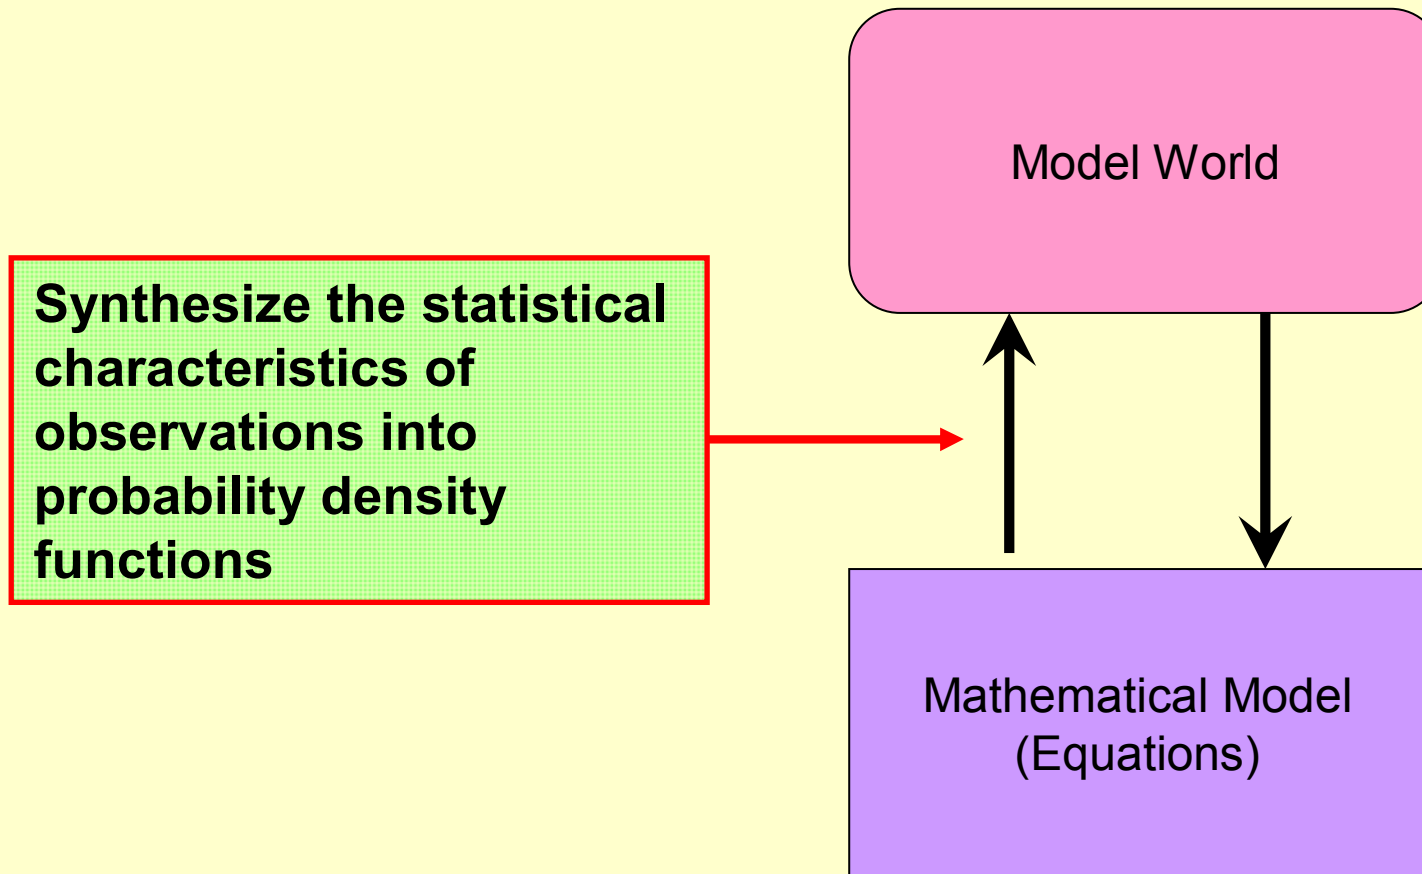 Model World
Synthesize the statistical
characteristics of
observations into
probability density
functions
Mathematical Model
(Equations)